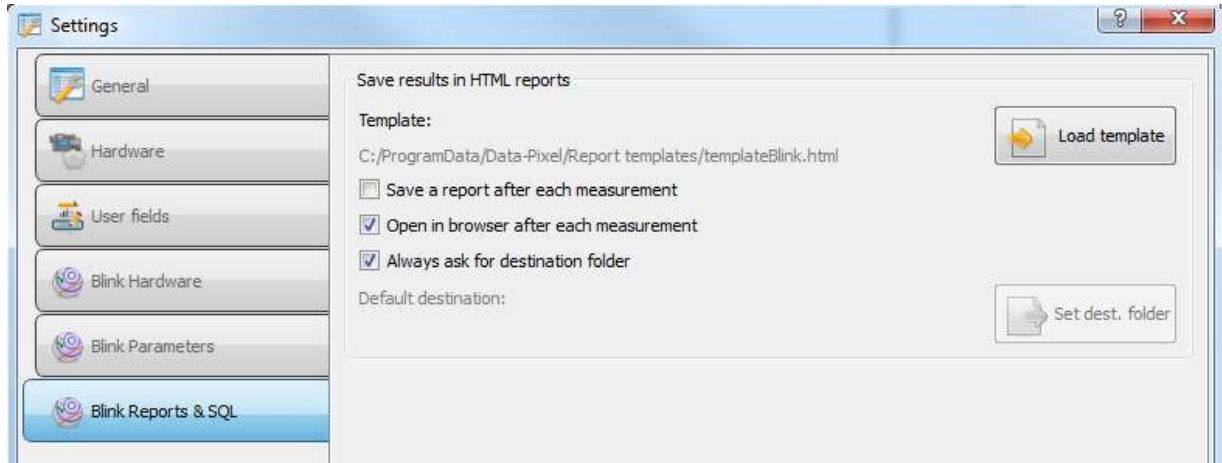 Settings
General
Hardware
User fields
Blink Hardware
Blink Parameters
Blink Reports & SQL
Save results in HTML reports
Template:
Load template
C:/ProgramData/Data-Pixel/Report templates/templateBlink.html
Save a report after each measurement
Open in browser after each measurement
Always ask for destination folder
Default destination:
Set dest. folder